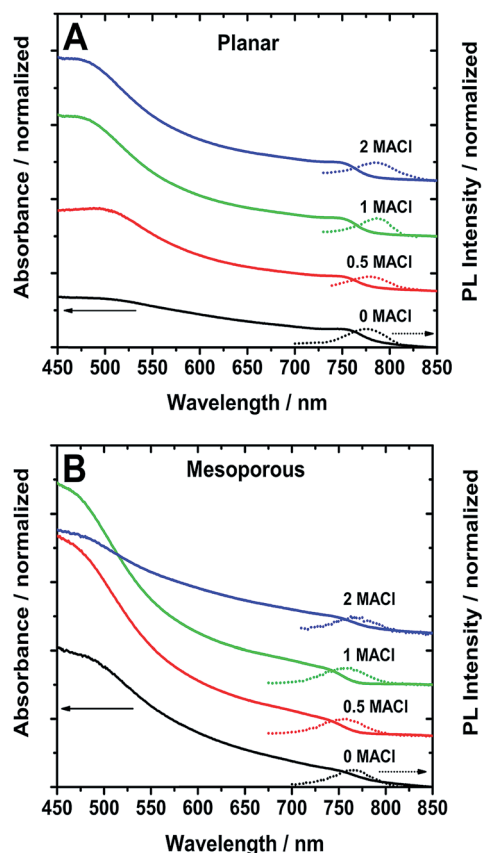 A
Planar
Absorbance / normalized
PL Intensity / normalized
2 MACl
1 MACl
0.5 MACl
0 MACl
450 500 550 600 650 700 750 800 850
Wavelength / nm
B
Mesoporous
Absorbance / normalized
PL Intensity / normalized
2 MACl
1 MACl
0.5 MACl
0 MACl
450 500 550 600 650 700 750 800 850
Wavelength / nm